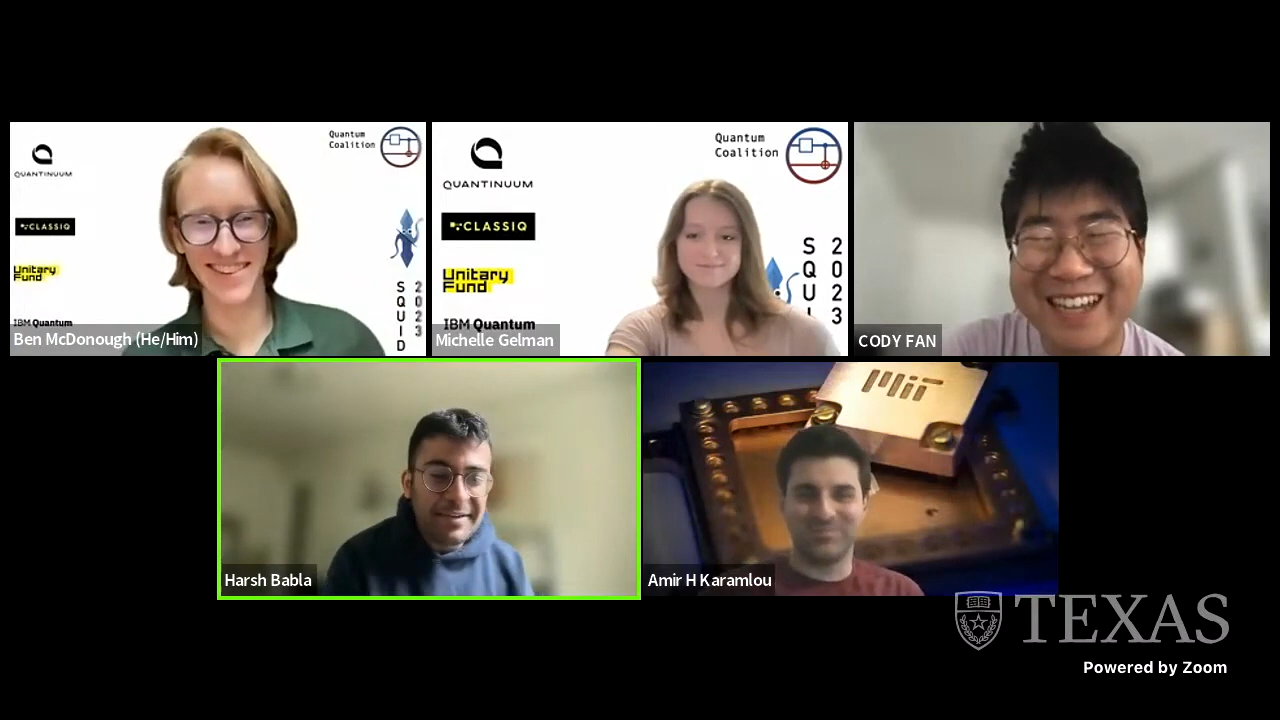 QUANTINUUM
CLASSIQ
Unitary
Fund
IBM Quantum
Quantum
Coalition
SQUID
2023
Ben McDonough (He/Him)
QUANTINUUM
CLASSIQ
Unitary
Fund
IBM Quantum
Quantum
Coalition
SQUI
2023
Michelle Gelman
CODY FAN
Harsh Babla
MIT
Amir H Karamlou
TEXAS
Powered by Zoom